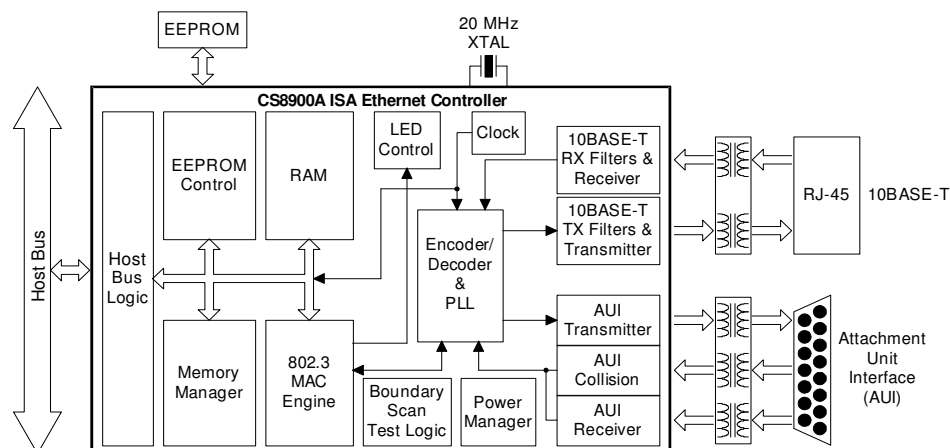 EEPROM
20 MHz
XTAL
CS8900A ISA Ethernet Controller
Host Bus
Host
Bus
Logic
EEPROM
Control
RAM
LED
Control
Clock
10BASE-T
RX Filters &
Receiver
10BASE-T
TX Filters &
Transmitter
Encoder/
Decoder
&
PLL
RJ-45
10BASE-T
Memory
Manager
802.3
MAC
Engine
Boundary
Scan
Test Logic
Power
Manager
AUI
Transmitter
AUI
Collision
AUI
Receiver
Attachment
Unit
Interface
(AUI)